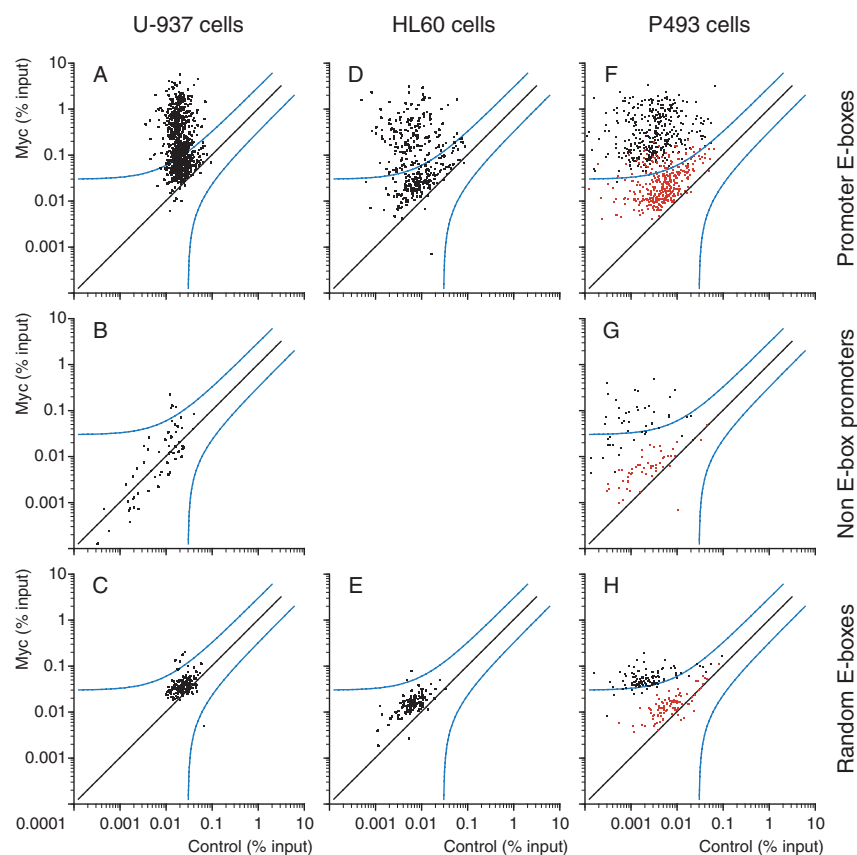 U-937 cells
HL60 cells
P493 cells
A
D
F
Myc (% input)
10
1
0.1
0.01
0.001
Promoter E-boxes
B
G
Myc (% input)
10
1
0.1
0.01
0.001
Non E-box promoters
C
E
H
Myc (% input)
10
1
0.1
0.01
0.001
Random E-boxes
0.0001
0.001
0.01
0.1
1
10
0.001
0.01
0.1
1
10
0.001
0.01
0.1
1
10
Control (% input)
Control (% input)
Control (% input)